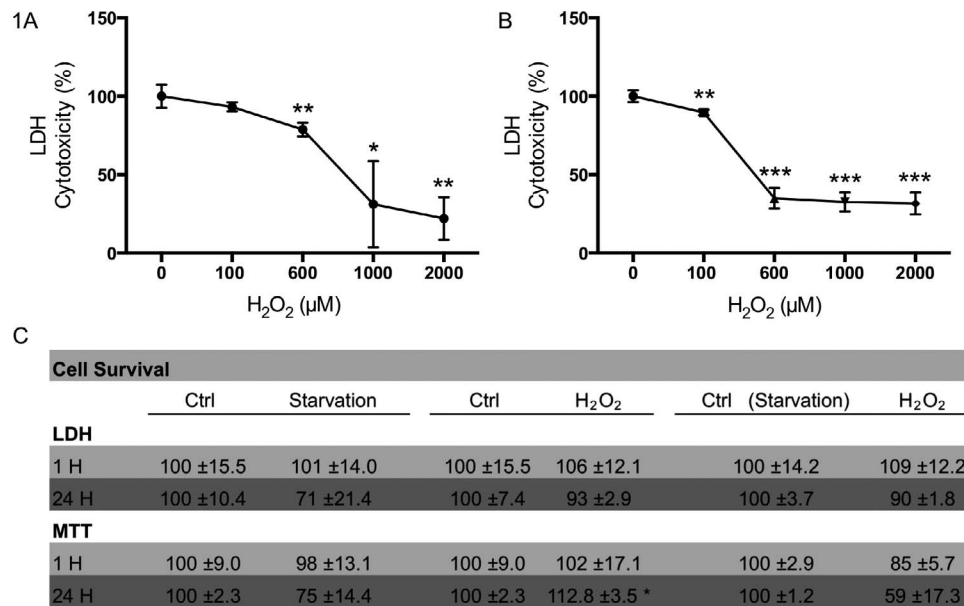 1A
LDH
Cytotoxicity (%)
150
100
50
0
**
*
**
0 100 600 1000 2000
H₂O₂ (µM)
B
LDH
Cytotoxicity (%)
150
100
50
0
**
***
***
***
0 100 600 1000 2000
H₂O₂ (µM)
C
Cell Survival
Ctrl Starvation Ctrl H₂O₂ Ctrl (Starvation) H₂O₂
LDH
1 H 100 ±15.5 101 ±14.0 100 ±15.5 106 ±12.1 100 ±14.2 109 ±12.2
24 H 100 ±10.4 71 ±21.4 100 ±7.4 93 ±2.9 100 ±3.7 90 ±1.8
MTT
1 H 100 ±9.0 98 ±13.1 100 ±9.0 102 ±17.1 100 ±2.9 85 ±5.7
24 H 100 ±2.3 75 ±14.4 100 ±2.3 112.8 ±3.5 * 100 ±1.2 59 ±17.3